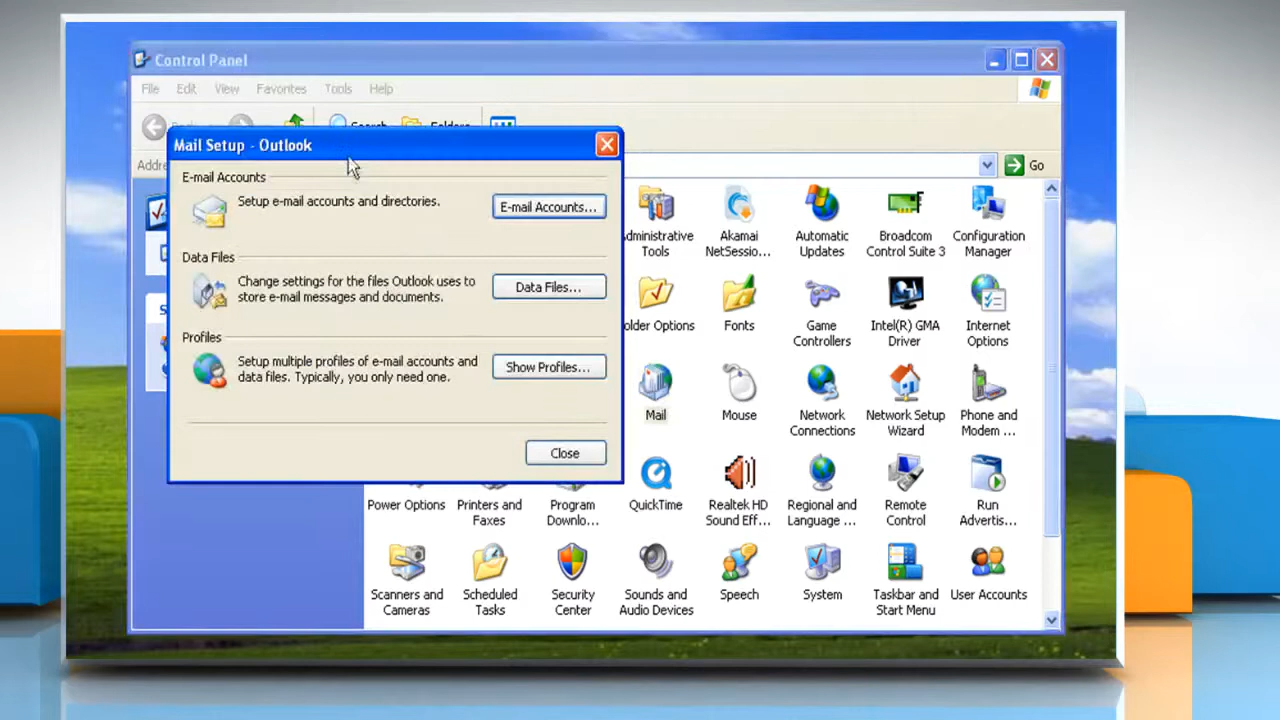 Control Panel
File Edit View Favorites Tools Help
Search Folders
Mail Setup - Outlook
Go
E-mail Accounts
Setup e-mail accounts and directories.
E-mail Accounts...
Data Files
Change settings for the files Outlook uses to
store e-mail messages and documents.
Data Files...
Profiles
Setup multiple profiles of e-mail accounts and
data files. Typically, you only need one.
Show Profiles...
Close
Administrative
Tools
Akamai
NetSessio...
Automatic
Updates
Broadcom
Control Suite 3
Configuration
Manager
Folder Options
Fonts
Game
Controllers
Intel(R) GMA
Driver
Internet
Options
Mail
Mouse
Network
Connections
Network Setup
Wizard
Phone and
Modem ...
Power Options
Printers and
Faxes
Program
Downlo...
QuickTime
Realtek HD
Sound Eff...
Regional and
Language ...
Remote
Control
Run
Advertis...
Scanners and
Cameras
Scheduled
Tasks
Security
Center
Sounds and
Audio Devices
Speech
System
Taskbar and
Start Menu
User Accounts